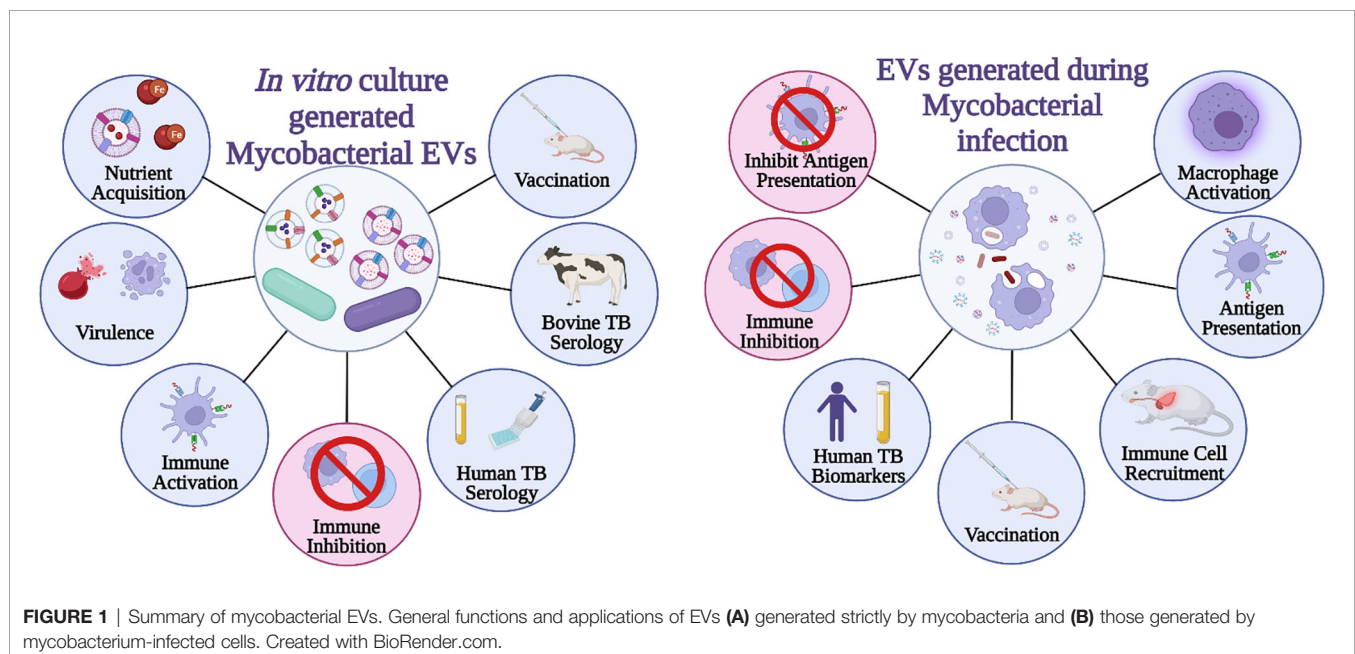 In vitro culture
generated
Mycobacterial EVs
Fe
Fe
Nutrient
Acquisition
Vaccination
Virulence
Bovine TB
Serology
Immune
Activation
Human TB
Serology
Immune
Inhibition
EVs generated during
Mycobacterial
infection
Inhibit Antigen
Presentation
Macrophage
Activation
Immune
Inhibition
Antigen
Presentation
Human TB
Biomarkers
Immune Cell
Recruitment
Vaccination
FIGURE 1 | Summary of mycobacterial EVs. General functions and applications of EVs (A) generated strictly by mycobacteria and (B) those generated by
mycobacterium-infected cells. Created with BioRender.com.